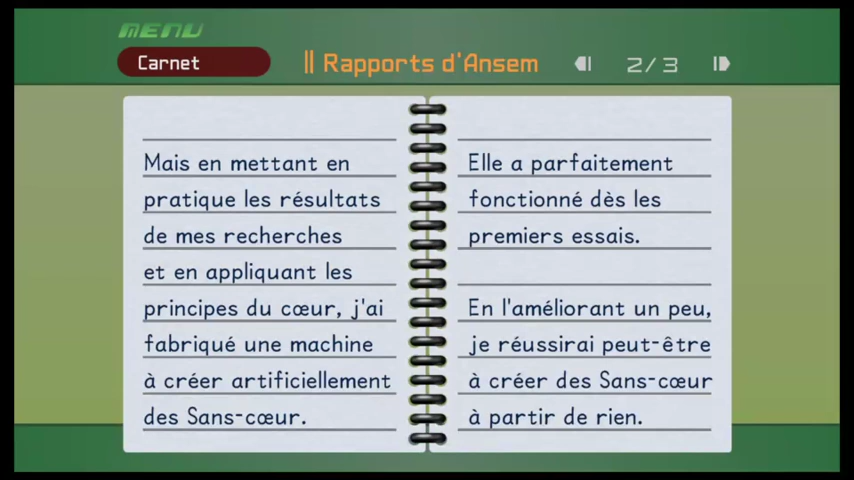 MENU
Carnet
Rapports d'Ansem
2/3
Mais en mettant en
pratique les résultats
de mes recherches
et en appliquant les
principes du cœur, j'ai
fabriqué une machine
à créer artificiellement
des Sans-cœur.
Elle a parfaitement
fonctionné dès les
premiers essais.
En l'améliorant un peu,
je réussirai peut-être
à créer des Sans-cœur
à partir de rien.